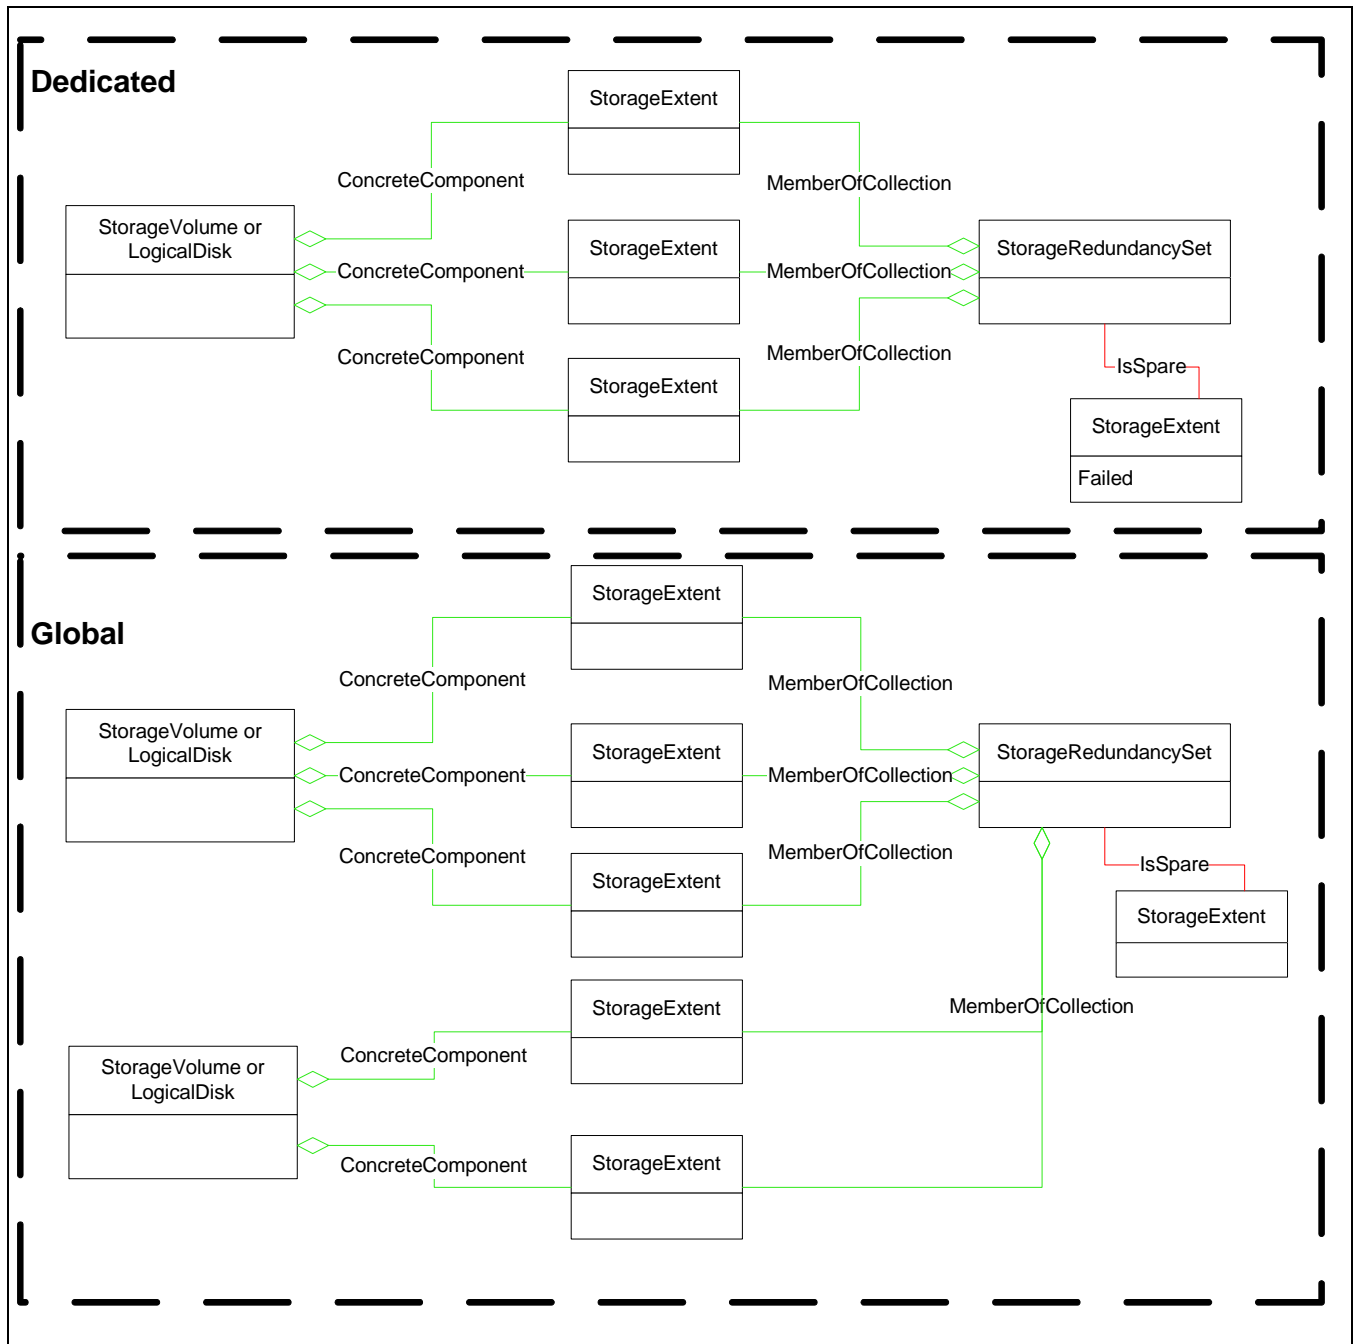 Dedicated
StorageExtent
ConcreteComponent
MemberOfCollection
StorageVolume or
LogicalDisk
StorageExtent
StorageRedundancySet
ConcreteComponent
MemberOfCollection
ConcreteComponent
MemberOfCollection
IsSpare
StorageExtent
StorageExtent
Failed
Global
StorageExtent
ConcreteComponent
MemberOfCollection
StorageVolume or
LogicalDisk
StorageExtent
StorageRedundancySet
ConcreteComponent
MemberOfCollection
ConcreteComponent
MemberOfCollection
IsSpare
StorageExtent
StorageExtent
StorageExtent
MemberOfCollection
ConcreteComponent
StorageVolume or
LogicalDisk
ConcreteComponent
StorageExtent